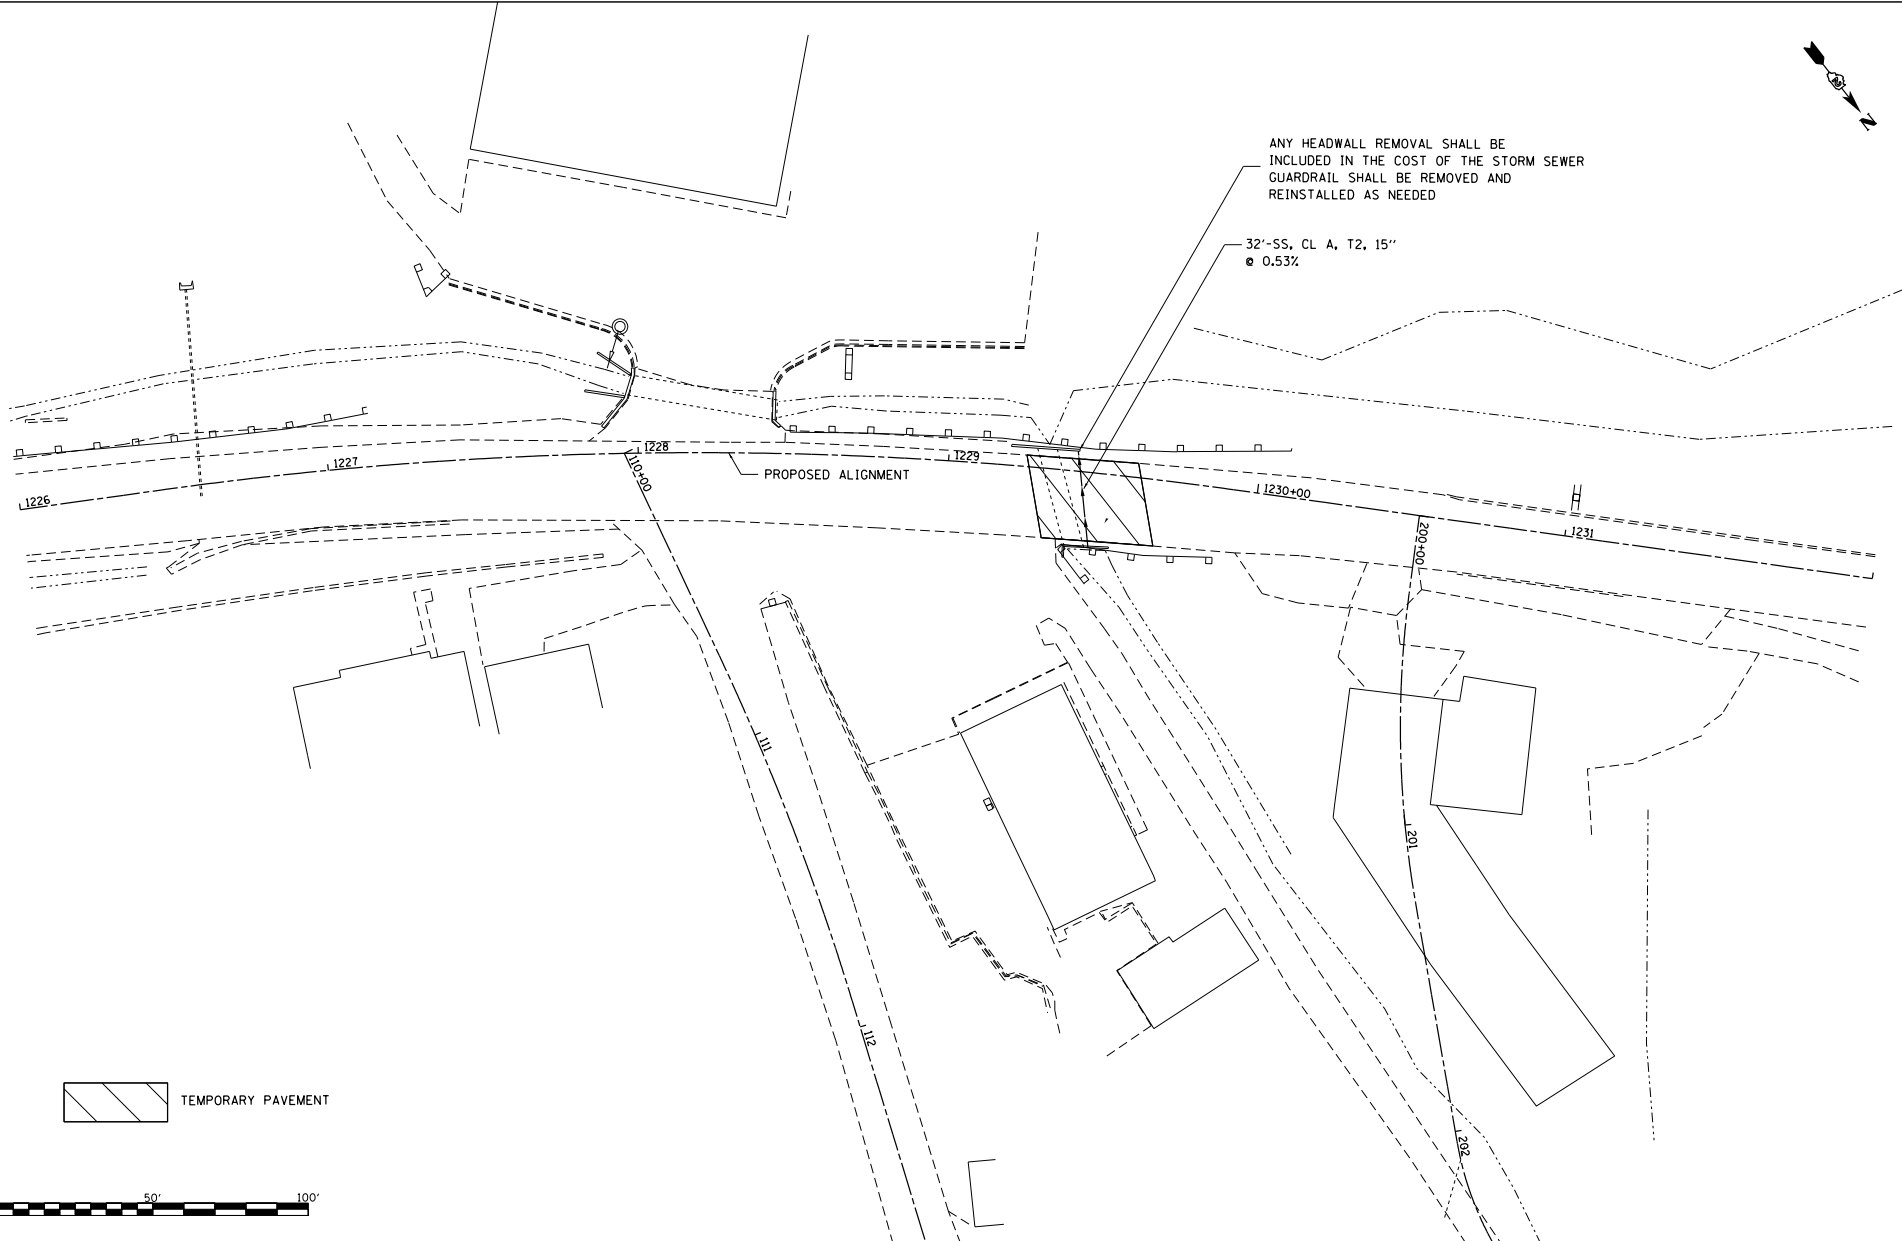 N
ANY HEADWALL REMOVAL SHALL BE
INCLUDED IN THE COST OF THE STORM SEWER
GUARDRAIL SHALL BE REMOVED AND
REINSTALLED AS NEEDED
32'-SS, CL A, T2, 15''
@ 0.53%
1226
1227
1228
1229
1230+00
1231
PROPOSED ALIGNMENT
110+00
111
112
200+00
201
202
TEMPORARY PAVEMENT
50'
100'